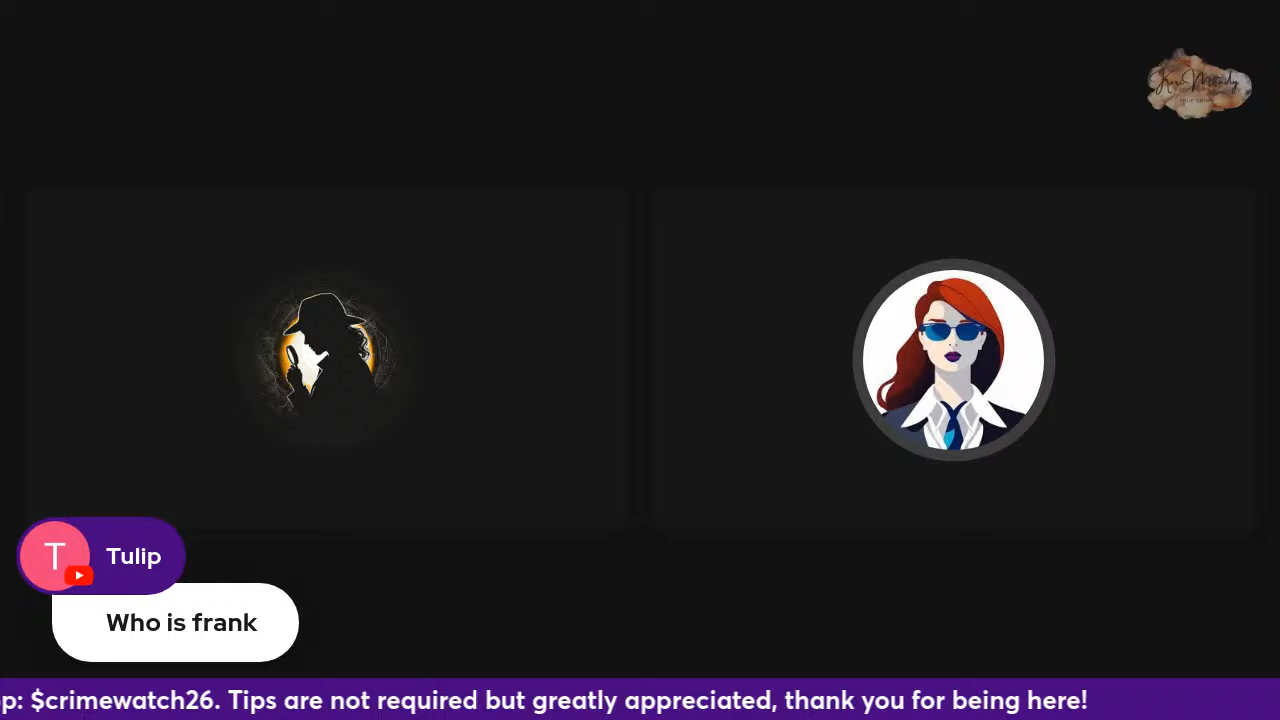 Tulip
Who is frank
p: $crimewatch26. Tips are not required but greatly appreciated, thank you for being here!